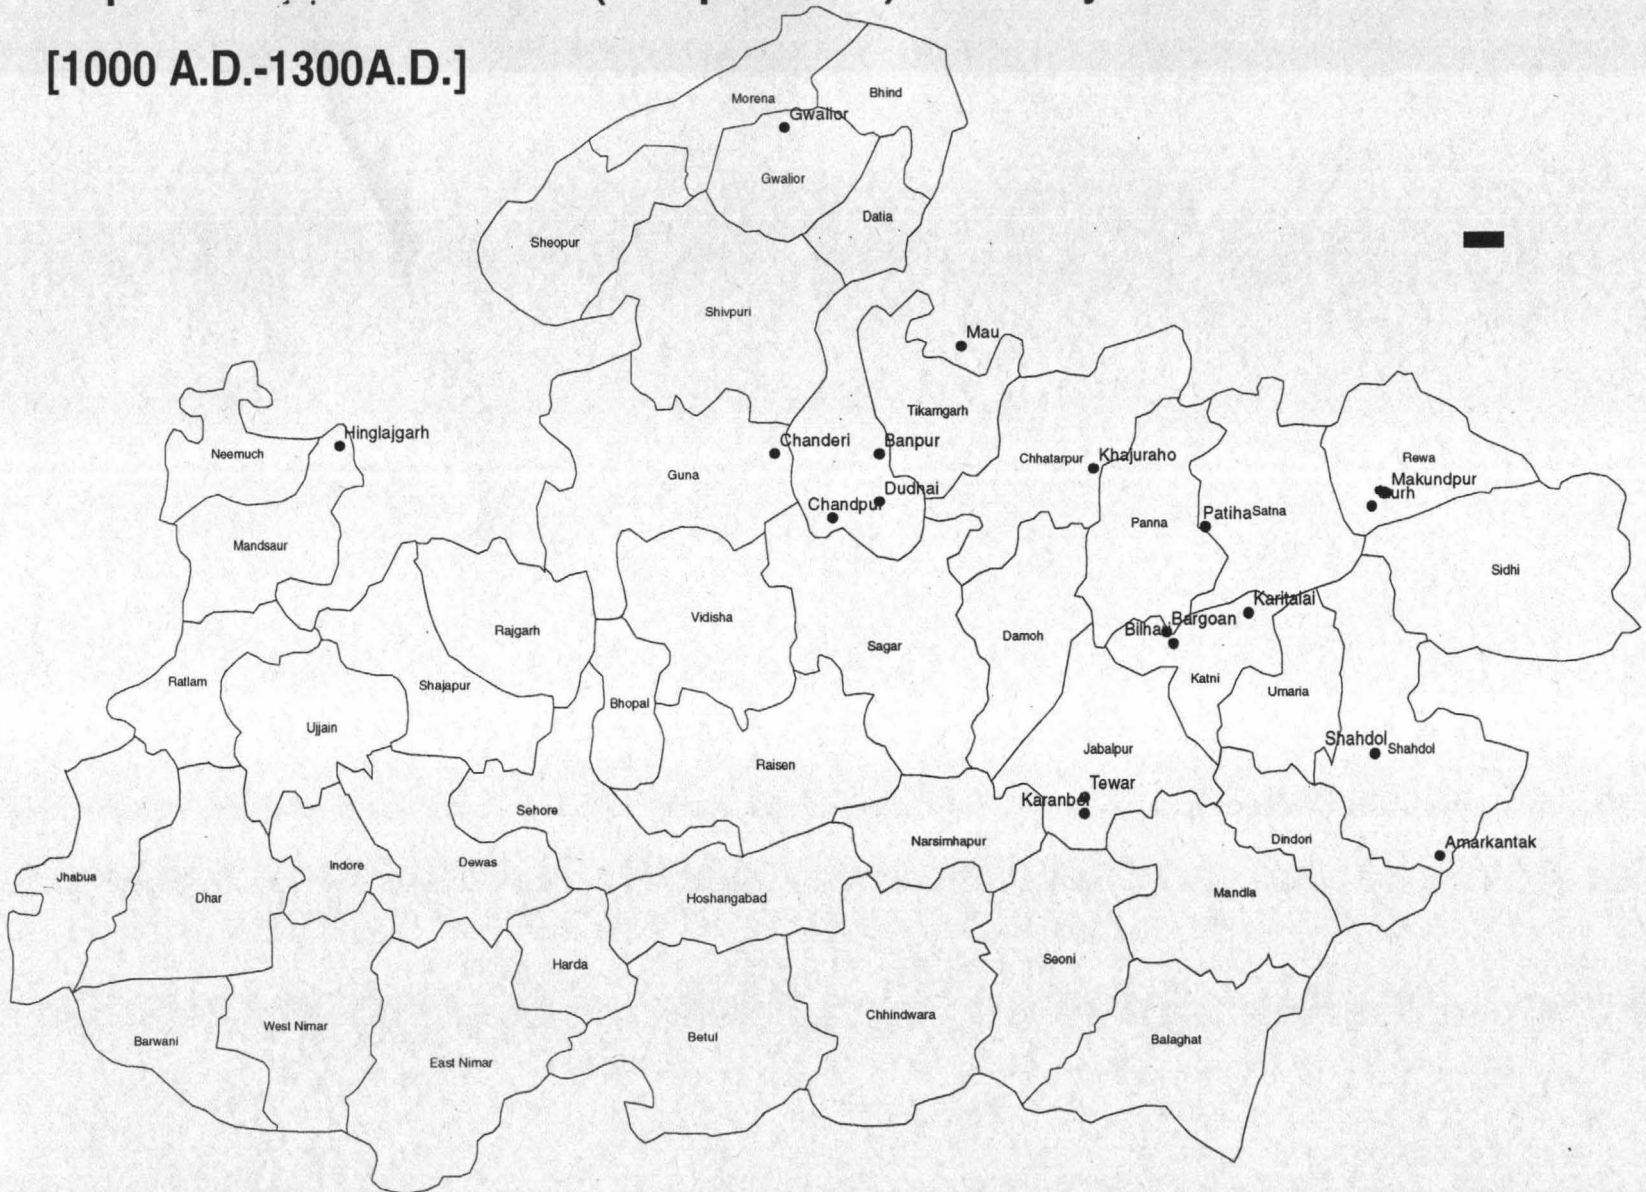 [1000 A.D.-1300A.D.]
Morena
Bhind
Gwalior
Gwalior
Datia
Sheopur
Shivpuri
Mau
Tikamgarh
Hinglajgarh
Neemuch
Chanderi
Banpur
Guna
Chhatarpur
Khajuraho
Rewa
Makundpur
Dudhai
Chandpur
Patiha
Satna
Panna
Mandsaur
Sidhi
Karitalai
Bargoan
Bilhari
Vidisha
Rajgarh
Damoh
Sagar
Katni
Umaria
Ratlam
Shajapur
Bhopal
Ujjain
Shahdol
Shahdol
Jabalpur
Raisen
Tewar
Karanbel
Sehore
Narsimhapur
Dindori
Amarkantak
Indore
Dewas
Jhabua
Dhar
Hoshangabad
Mandla
Harda
Seoni
Chhindwara
West Nimar
Barwani
Betul
Balaghat
East Nimar